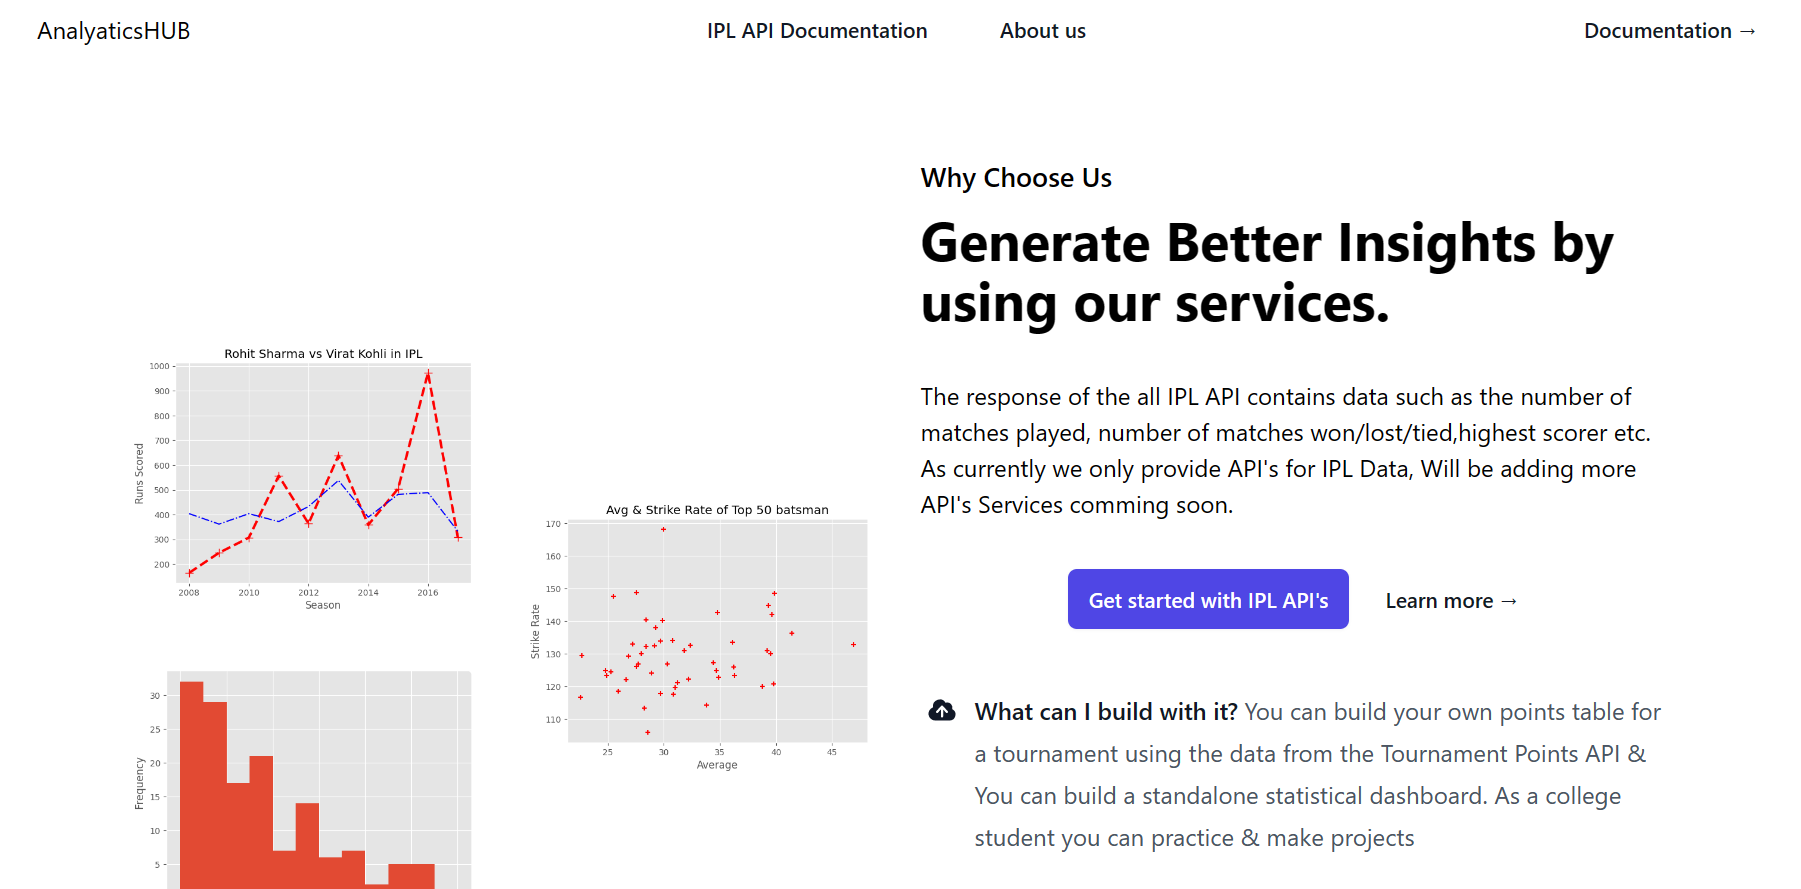 AnalyaticsHUB
IPL API Documentation
About us
Documentation →
Why Choose Us
Generate Better Insights by
using our services.
The response of the all IPL API contains data such as the number of
matches played, number of matches won/lost/tied,highest scorer etc.
As currently we only provide API's for IPL Data, Will be adding more
API's Services comming soon.
Get started with IPL API's
Learn more →
What can I build with it? You can build your own points table for
a tournament using the data from the Tournament Points API &
You can build a standalone statistical dashboard. As a college
student you can practice & make projects
Rohit Sharma vs Virat Kohli in IPL
Runs Scored
1000
900
800
700
600
500
400
300
200
2008 2010 2012 2014 2016
Season
Avg & Strike Rate of Top 50 batsman
Strike Rate
170
160
150
140
130
120
110
25 30 35 40 45
Average
Frequency
30
25
20
15
10
5